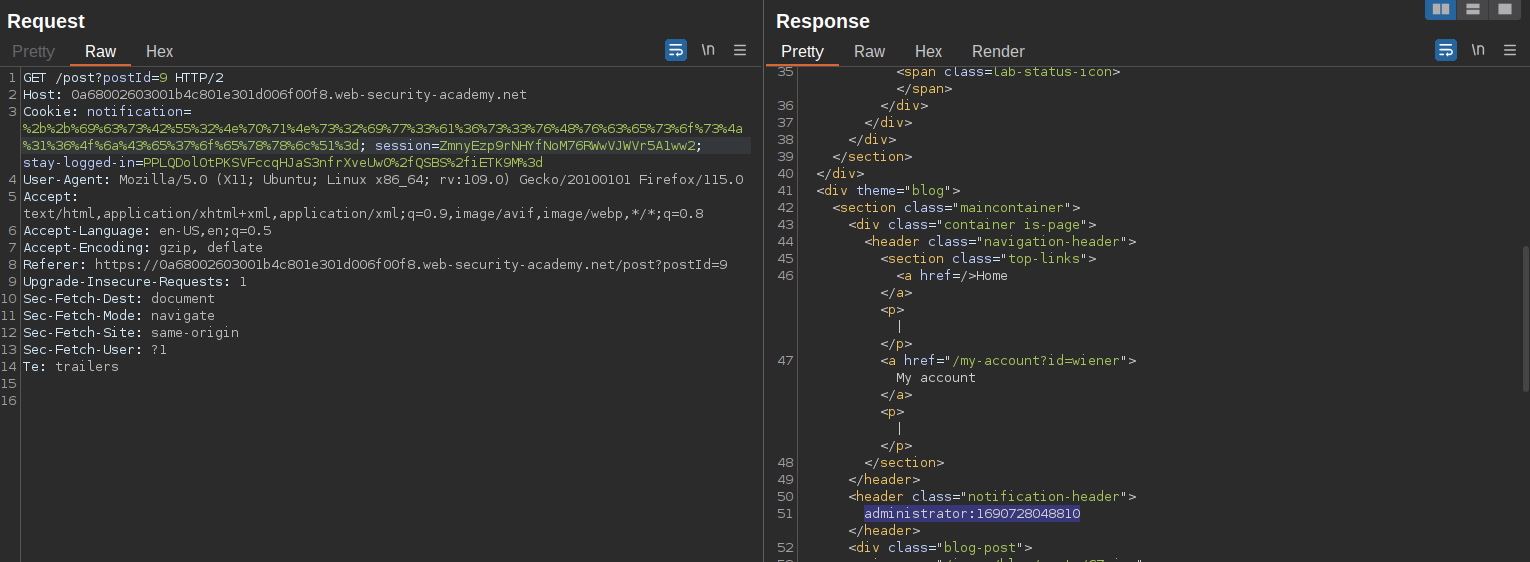 Request
Pretty Raw Hex \n
1 GET /post?postId=9 HTTP/2
2 Host: 0a68002603001b4c801e301d006f00f8.web-security-academy.net
3 Cookie: notification=
%2b%2b%69%63%73%42%55%32%4e%70%71%4e%73%32%69%77%33%61%36%73%33%76%48%76%63%65%73%6f%73%4a
%31%36%4f%6a%43%65%37%6f%65%78%78%6c%51%3d; session=ZmnyEzp9rNHYfNoM76RWwVJWVr5A1ww2;
stay-logged-in=PPLQDolOtPKSVFccqHJaS3nfrXveUw0%2fQSBS%2fiETK9M%3d
4 User-Agent: Mozilla/5.0 (X11; Ubuntu; Linux x86_64; rv:109.0) Gecko/20100101 Firefox/115.0
5 Accept:
text/html,application/xhtml+xml,application/xml;q=0.9,image/avif,image/webp,*/*;q=0.8
6 Accept-Language: en-US,en;q=0.5
7 Accept-Encoding: gzip, deflate
8 Referer: https://0a68002603001b4c801e301d006f00f8.web-security-academy.net/post?postId=9
9 Upgrade-Insecure-Requests: 1
10 Sec-Fetch-Dest: document
11 Sec-Fetch-Mode: navigate
12 Sec-Fetch-Site: same-origin
13 Sec-Fetch-User: ?1
14 Te: trailers
15
16
Response
Pretty Raw Hex Render \n
35 <span class=lab-status-icon>
</span>
36 </div>
37 </div>
38 </div>
39 </section>
40 </div>
41 <div theme="blog">
42 <section class="maincontainer">
43 <div class="container is-page">
44 <header class="navigation-header">
45 <section class="top-links">
46 <a href=/>Home
</a>
<p>
|
</p>
47 <a href="/my-account?id=wiener">
My account
</a>
<p>
|
</p>
48 </section>
49 </header>
50 <header class="notification-header">
51 administrator:1690728048810
</header>
52 <div class="blog-post">